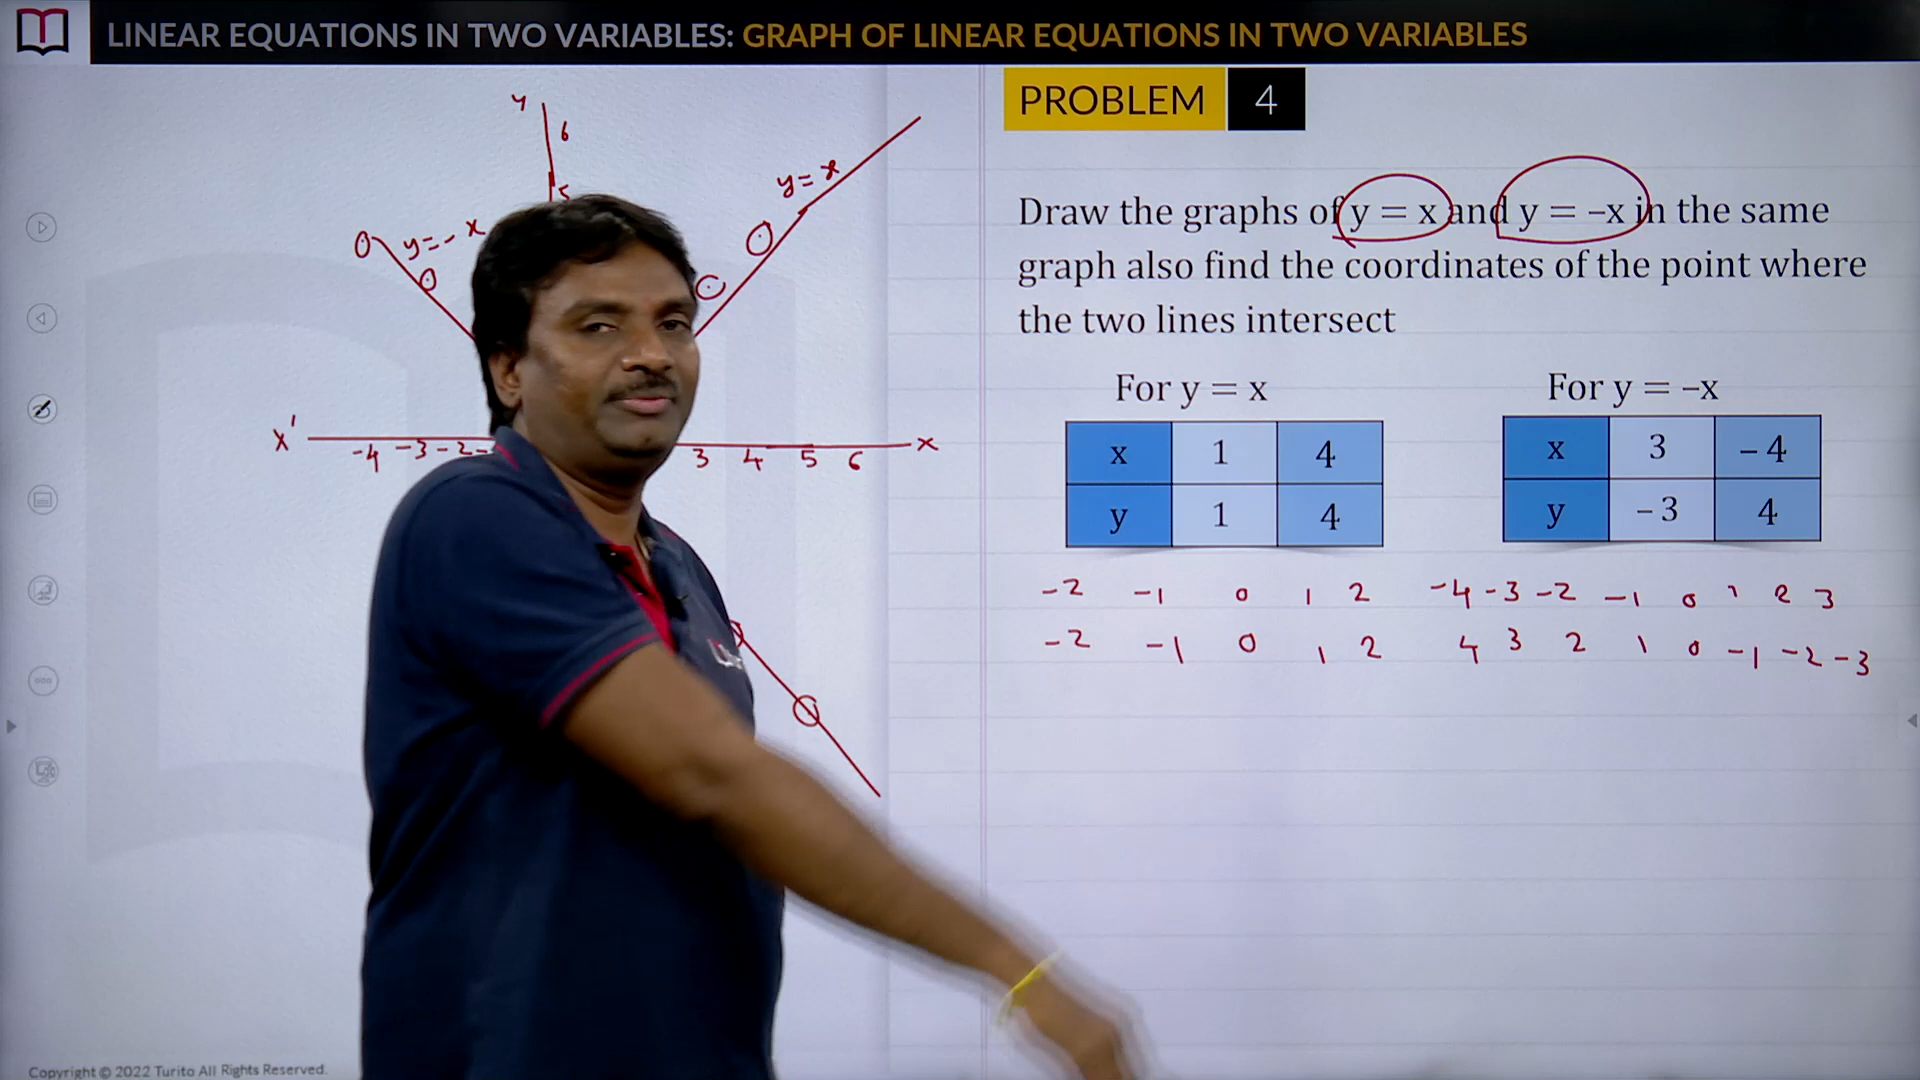 LINEAR EQUATIONS IN TWO VARIABLES: GRAPH OF LINEAR EQUATIONS IN TWO VARIABLES
PROBLEM 4
Draw the graphs of y = x and y = –x in the same
graph also find the coordinates of the point where
the two lines intersect
For y = x
x 1 4
y 1 4
For y = –x
x 3 – 4
y – 3 4
-2 -1 0 1 2
-2 -1 0 1 2
-4 -3 -2 -1 0 1 2 3
4 3 2 1 0 -1 -2 -3
y
6
5
y = x
y = - x
x'
-4 -3 -2
3 4 5 6
x
Copyright © 2022 Turito All Rights Reserved.